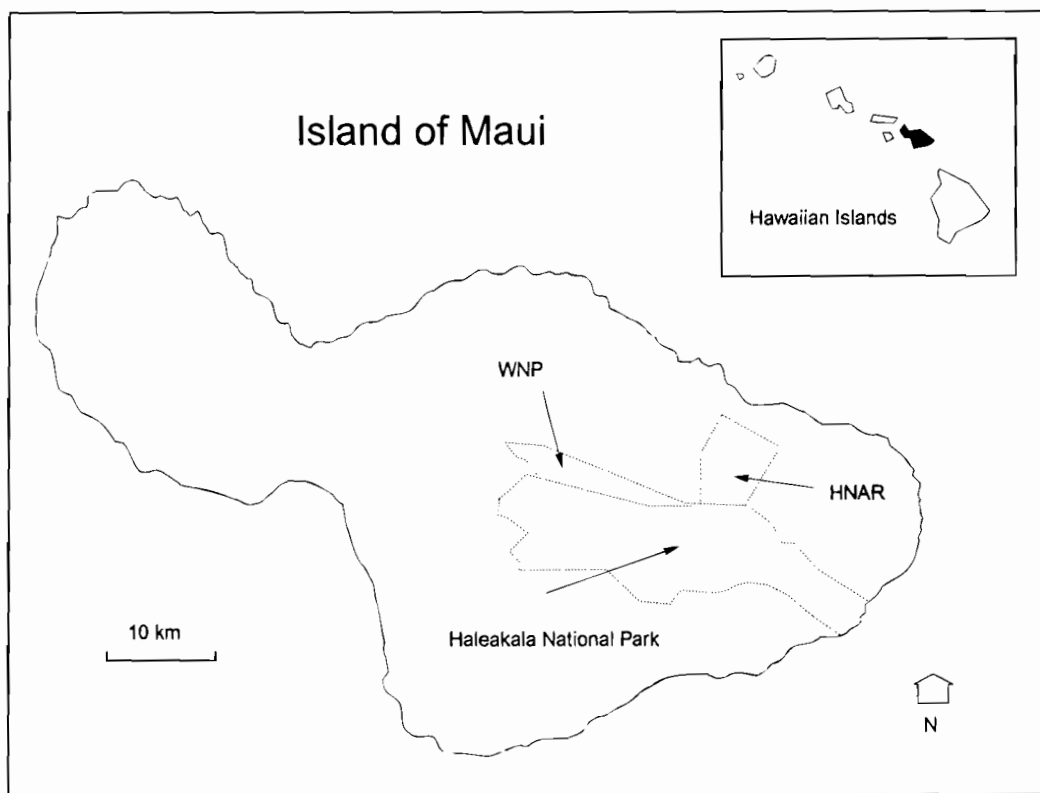 Island of Maui
Hawaiian Islands
WNP
HNAR
Haleakala National Park
10 km
N